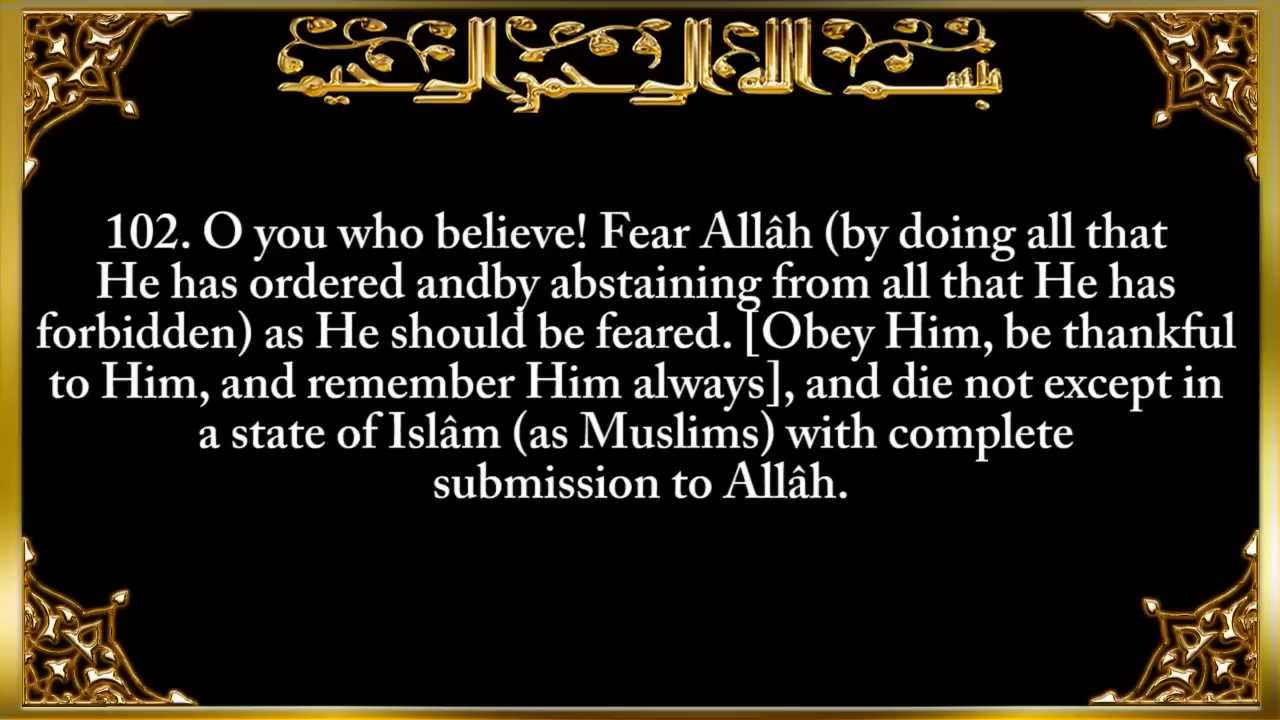 بسم الله الرحمن الرحيم
102. O you who believe! Fear Allâh (by doing all that
He has ordered andby abstaining from all that He has
forbidden) as He should be feared. [Obey Him, be thankful
to Him, and remember Him always], and die not except in
a state of Islâm (as Muslims) with complete
submission to Allâh.